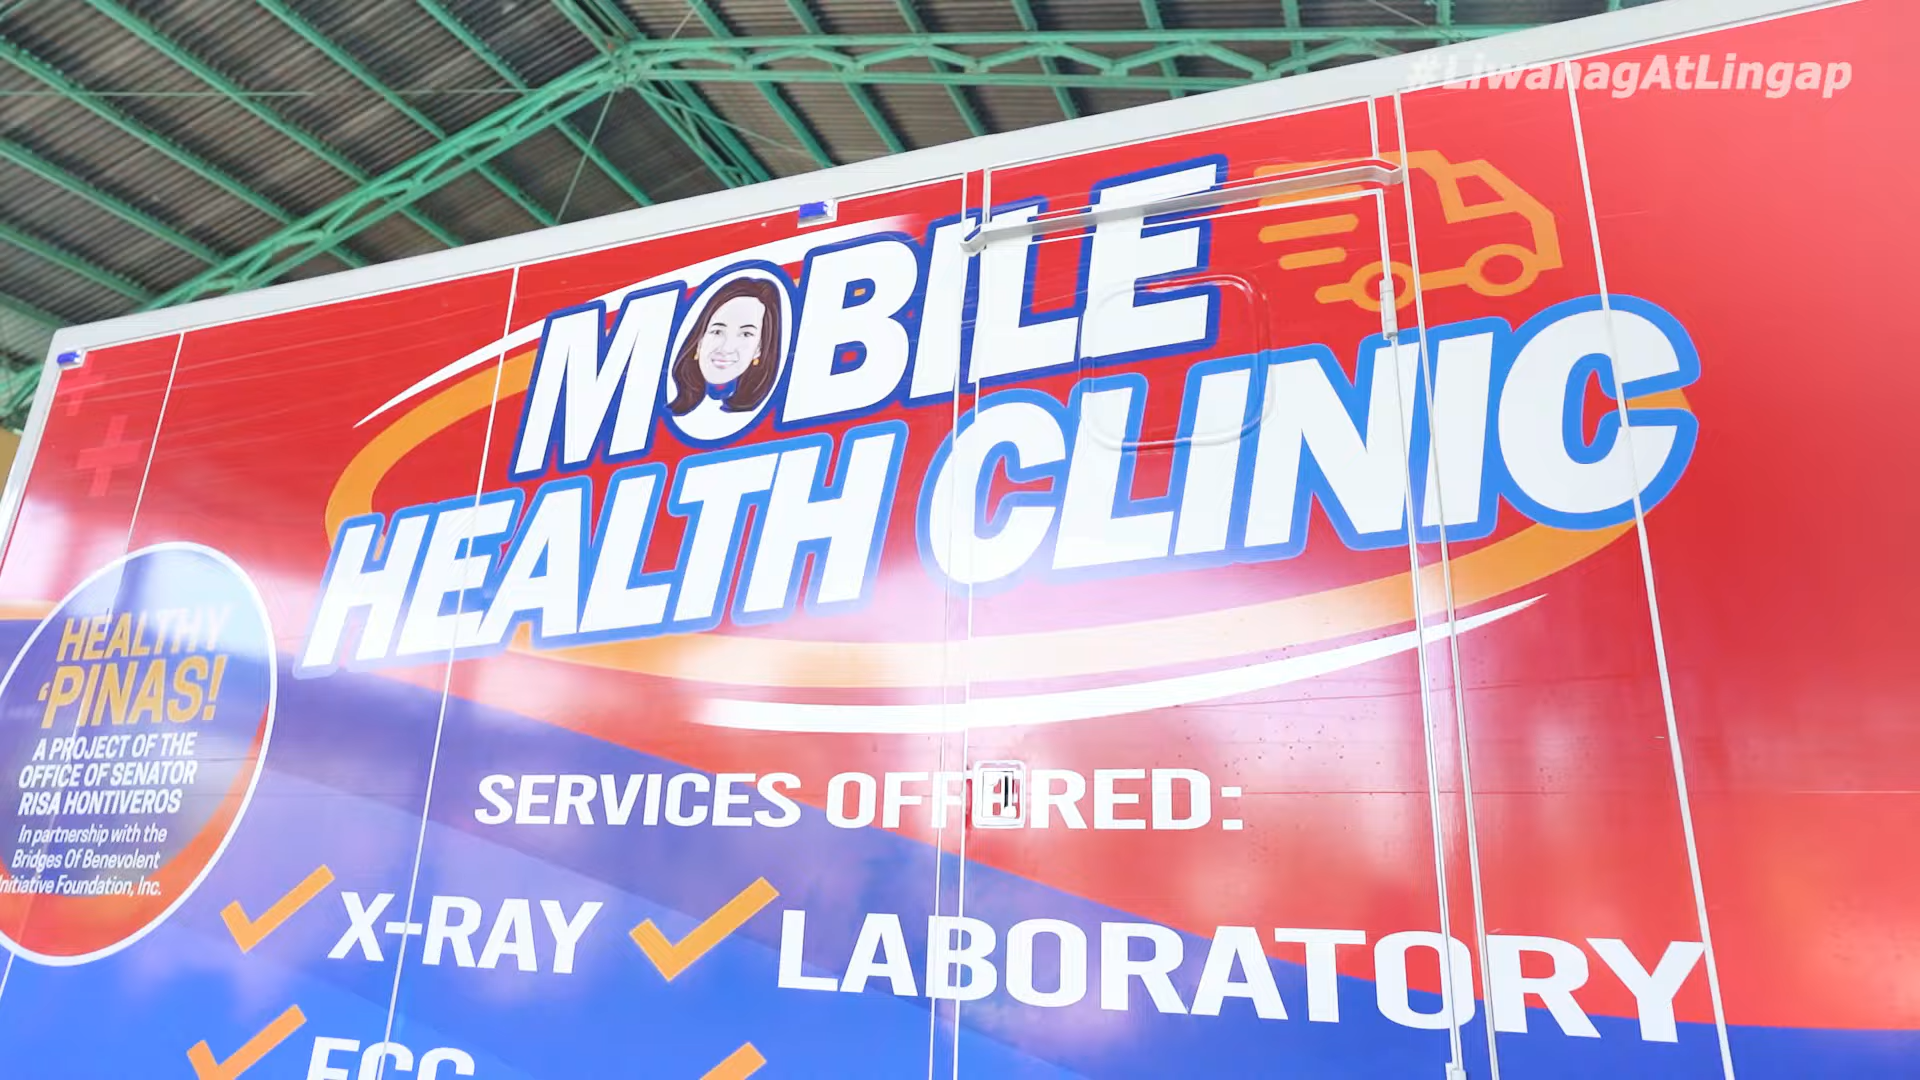 #LiwanagAtLingap
MOBILE
HEALTH CLINIC
HEALTHY
'PINAS!
A PROJECT OF THE
OFFICE OF SENATOR
RISA HONTIVEROS
In partnership with the
Bridges Of Benevolent
Initiative Foundation, Inc.
SERVICES OFFERED:
X-RAY
LABORATORY
ECG